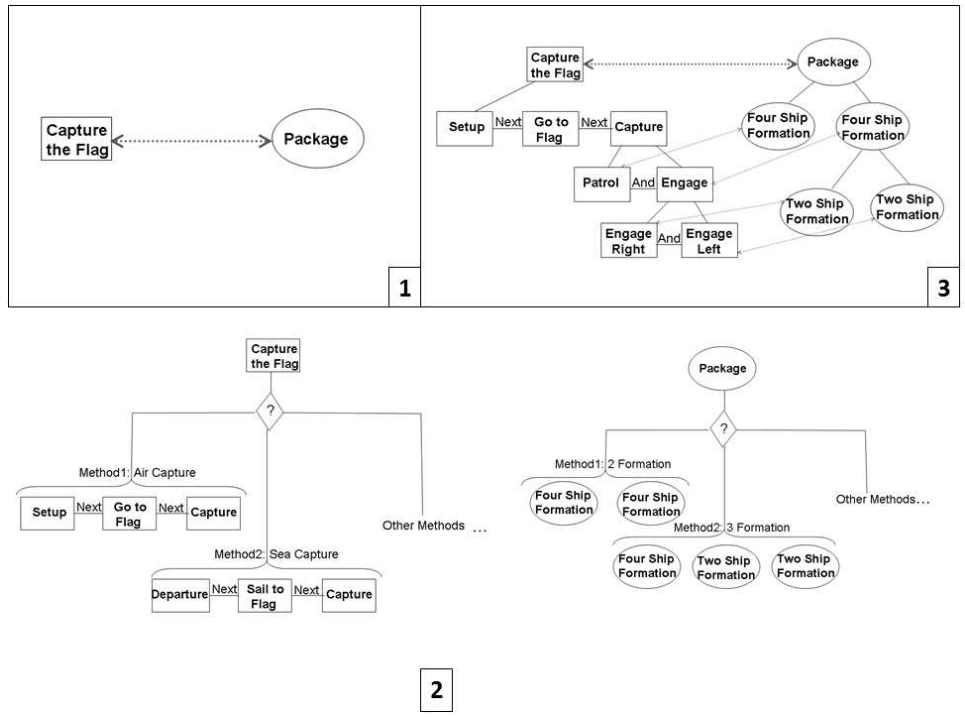 Capture
the Flag
Package
1
Capture
the Flag
Package
Setup
Next
Go to
Flag
Next
Capture
Four Ship
Formation
Four Ship
Formation
Patrol
And
Engage
Two Ship
Formation
Two Ship
Formation
Engage
Right
And
Engage
Left
3
Capture
the Flag
?
Method1: Air Capture
Setup
Next
Go to
Flag
Next
Capture
Other Methods ...
Method2: Sea Capture
Departure
Next
Sail to
Flag
Next
Capture
Package
?
Method1: 2 Formation
Four Ship
Formation
Four Ship
Formation
Other Methods...
Method2: 3 Formation
Four Ship
Formation
Two Ship
Formation
Two Ship
Formation
2